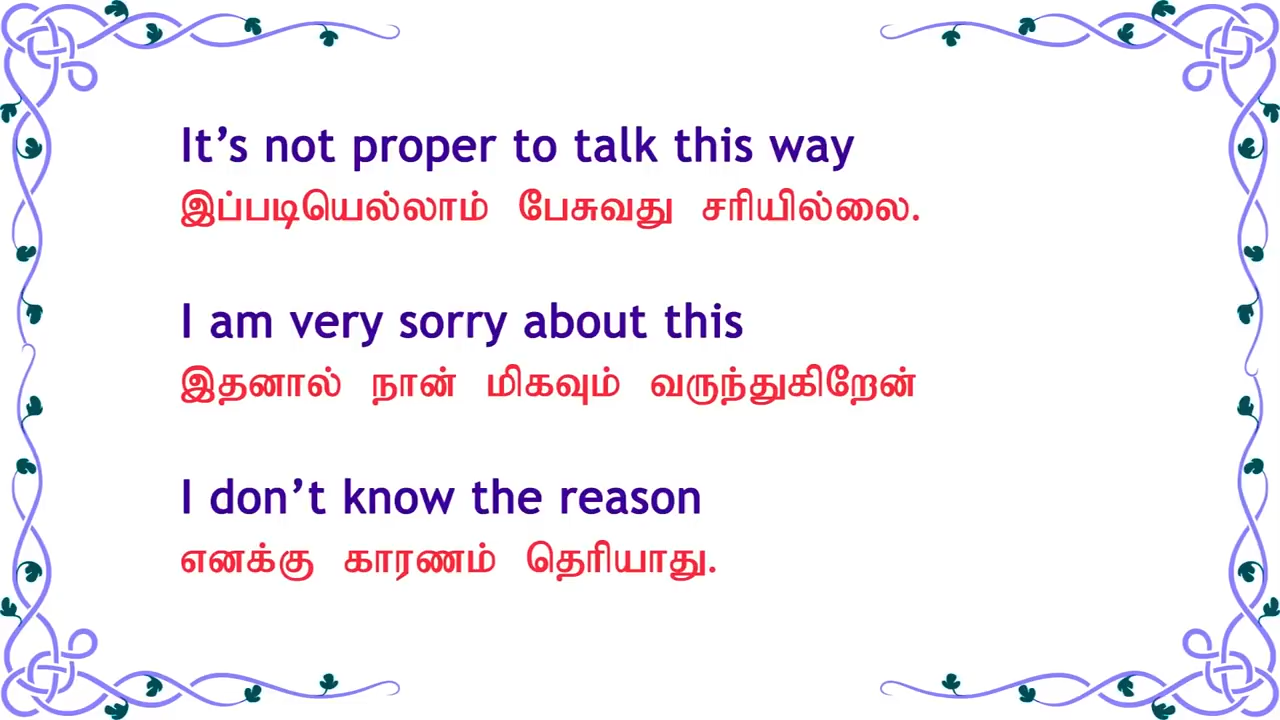 It’s not proper to talk this way
இப்படியெல்லாம் பேசுவது சரியில்லை.
I am very sorry about this
இதனால் நான் மிகவும் வருந்துகிறேன்
I don’t know the reason
எனக்கு காரணம் தெரியாது.